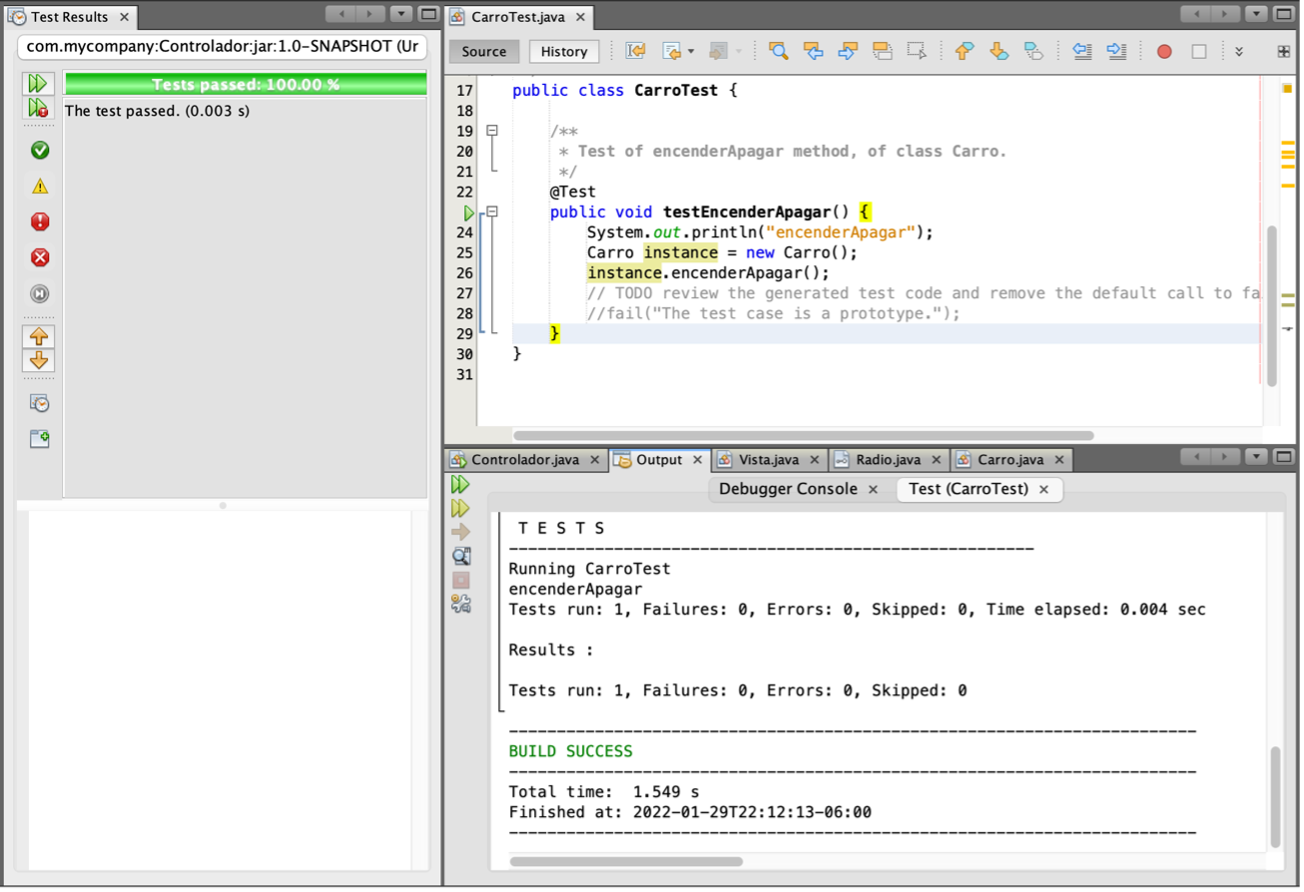 Test Results
com.mycompany:Controlador:jar:1.0-SNAPSHOT (Ur
Tests passed: 100.00 %
The test passed. (0.003 s)
CarroTest.java
Source History
17 public class CarroTest {
18
19 /**
20 * Test of encenderApagar method, of class Carro.
21 */
22 @Test
public void testEncenderApagar() {
24 System.out.println("encenderApagar");
25 Carro instance = new Carro();
26 instance.encenderApagar();
27 // TODO review the generated test code and remove the default call to fa
28 //fail("The test case is a prototype.");
29 }
30 }
31
Controlador.java Output Vista.java Radio.java Carro.java
Debugger Console Test (CarroTest)
T E S T S
-------------------------------------------------------
Running CarroTest
encenderApagar
Tests run: 1, Failures: 0, Errors: 0, Skipped: 0, Time elapsed: 0.004 sec
Results :
Tests run: 1, Failures: 0, Errors: 0, Skipped: 0
------------------------------------------------------------------------
BUILD SUCCESS
------------------------------------------------------------------------
Total time: 1.549 s
Finished at: 2022-01-29T22:12:13-06:00
------------------------------------------------------------------------